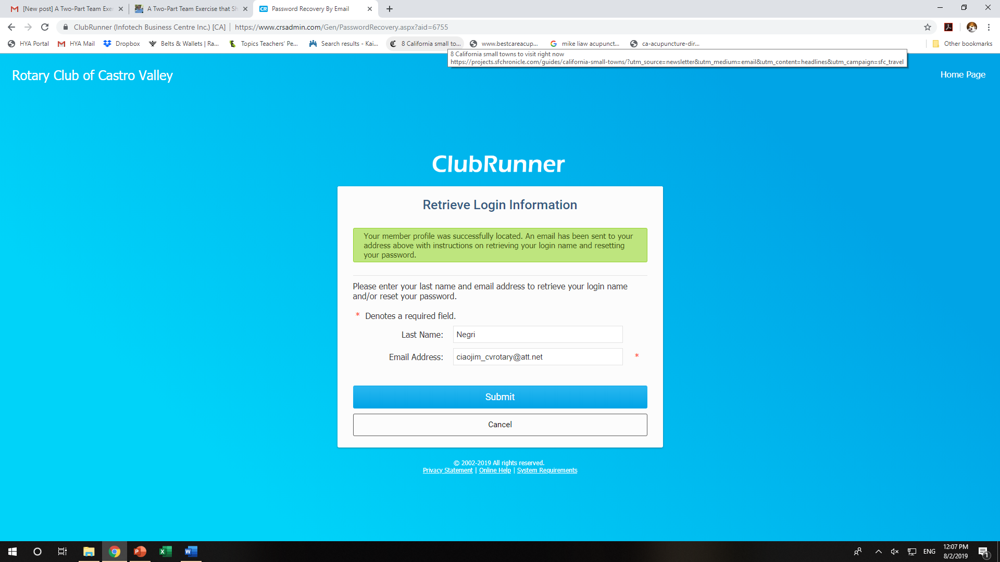 [New post] A Two-Part Team Exer
A Two-Part Team Exercise that Sh
Password Recovery By Email
ClubRunner (Infotech Business Centre Inc.) [CA]
https://www.crsadmin.com/Gen/PasswordRecovery.aspx?aid=6755
HYA Portal
HYA Mail
Dropbox
Belts & Wallets | Ra...
Topics Teachers' Pe...
Search results - Kai...
8 California small to...
www.bestcareacup...
mike liaw acupunct...
ca-acupuncture-dir...
Other bookmarks
8 California small towns to visit right now
https://projects.sfchronicle.com/guides/california-small-towns/?utm_source=newsletter&utm_medium=email&utm_content=headlines&utm_campaign=sfc_travel
Rotary Club of Castro Valley
Home Page
ClubRunner
Retrieve Login Information
Your member profile was successfully located. An email has been sent to your
address above with instructions on retrieving your login name and resetting
your password.
Please enter your last name and email address to retrieve your login name
and/or reset your password.
* Denotes a required field.
Last Name: Negri
Email Address: ciaojim_cvrotary@att.net *
Submit
Cancel
© 2002-2019 All rights reserved.
Privacy Statement | Online Help | System Requirements
ENG
12:07 PM
8/2/2019
1